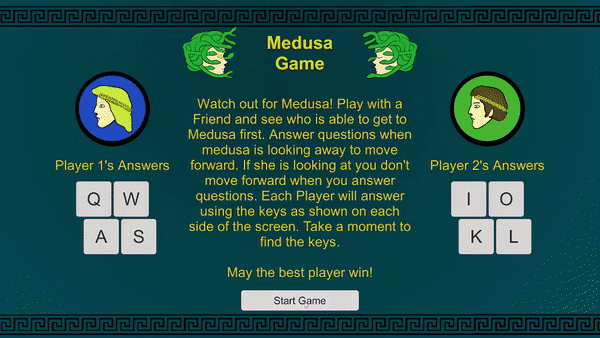 Medusa
Game
Watch out for Medusa! Play with a
Friend and see who is able to get to
Medusa first. Answer questions when
medusa is looking away to move
forward. If she is looking at you don't
move forward when you answer
questions. Each Player will answer
using the keys as shown on each
side of the screen. Take a moment to
find the keys.
May the best player win!
Start Game
Player 1's Answers
Q W
A S
Player 2's Answers
I O
K L